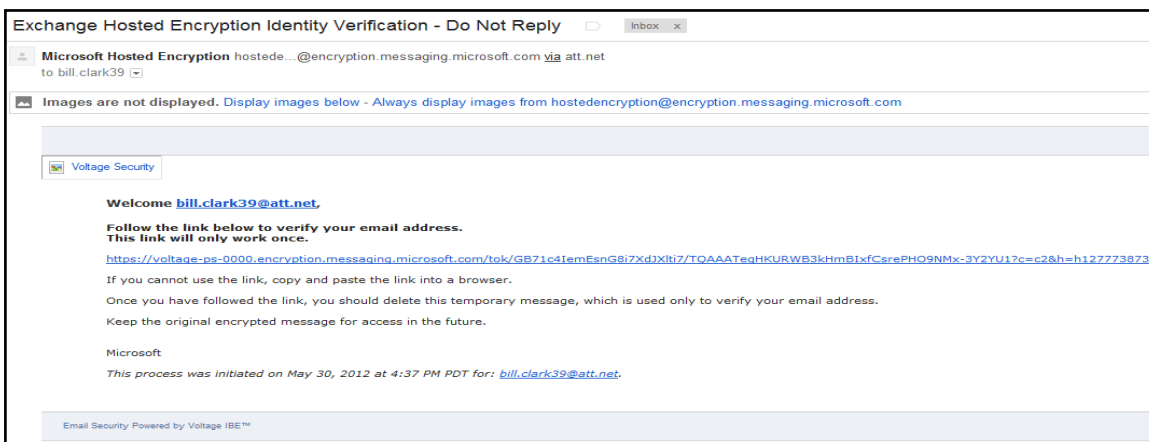 Exchange Hosted Encryption Identity Verification - Do Not Reply Inbox x
Microsoft Hosted Encryption hostede...@encryption.messaging.microsoft.com via att.net
to bill.clark39
Images are not displayed. Display images below - Always display images from hostedencryption@encryption.messaging.microsoft.com
Voltage Security
Welcome bill.clark39@att.net,
Follow the link below to verify your email address.
This link will only work once.
https://voltage-ps-0000.encryption.messaging.microsoft.com/tok/GB71c4IemEsnG8i7XdJXlti7/TQAAATegHKURWB3kHmBIxfCsrePHO9NMx-3Y2YU1?c=c2&h=h127773873
If you cannot use the link, copy and paste the link into a browser.
Once you have followed the link, you should delete this temporary message, which is used only to verify your email address.
Keep the original encrypted message for access in the future.
Microsoft
This process was initiated on May 30, 2012 at 4:37 PM PDT for: bill.clark39@att.net.
Email Security Powered by Voltage IBE™